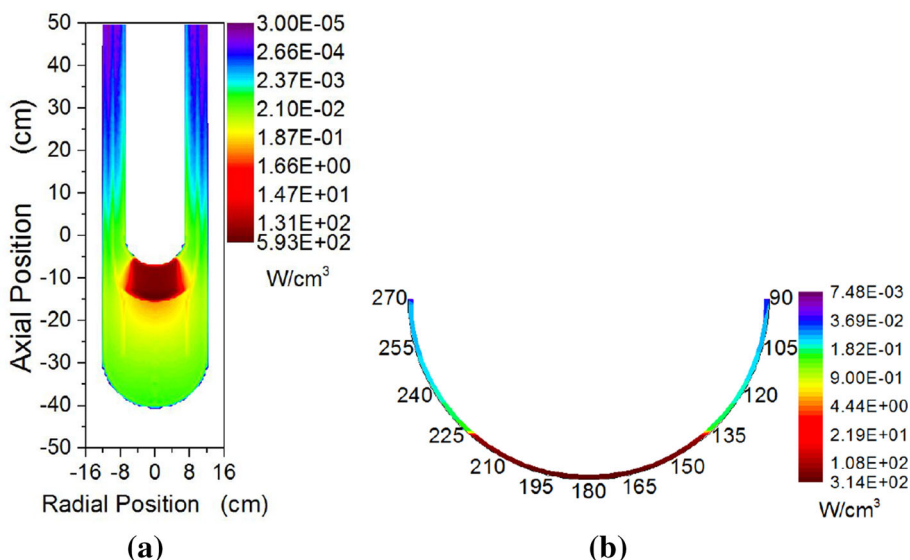 50
40
30
20
10
0
-10
-20
-30
-40
-50
Axial Position (cm)
-16 -8 0 8 16
Radial Position (cm)
3.00E-05
2.66E-04
2.37E-03
2.10E-02
1.87E-01
1.66E+00
1.47E+01
1.31E+02
5.93E+02
W/cm³
(a)
270
255
240
225
210
195
180
165
150
135
120
105
90
7.48E-03
3.69E-02
1.82E-01
9.00E-01
4.44E+00
2.19E+01
1.08E+02
3.14E+02
W/cm³
(b)